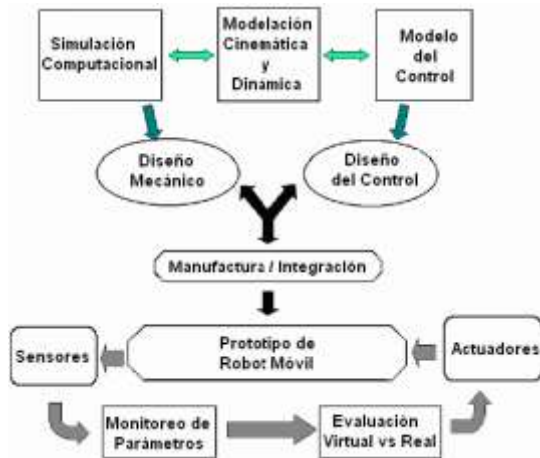 Simulación
Computacional
Modelación
Cinemática
y
Dinamica
Modelo
del
Control
Diseño
Mecánico
Diseño
del Control
Manufactura / Integración
Sensores
Prototipo de
Robot Móvil
Actuadores
Monitoreo de
Parámetros
Evaluación
Virtual vs Real